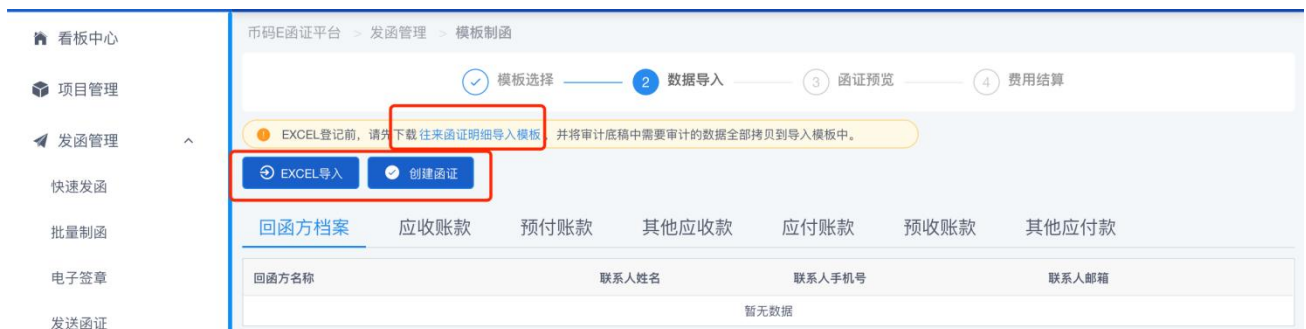 看板中心
项目管理
发函管理
快速发函
批量制函
电子签章
发送函证
币码E函证平台 > 发函管理 > 模板制函
模板选择 2 数据导入 3 函证预览 4 费用结算
EXCEL登记前，请先下载往来函证明细导入模板，并将审计底稿中需要审计的数据全部拷贝到导入模板中。
EXCEL导入 创建函证
回函方档案 应收账款 预付账款 其他应收款 应付账款 预收账款 其他应付款
回函方名称 联系人姓名 联系人手机号 联系人邮箱
暂无数据